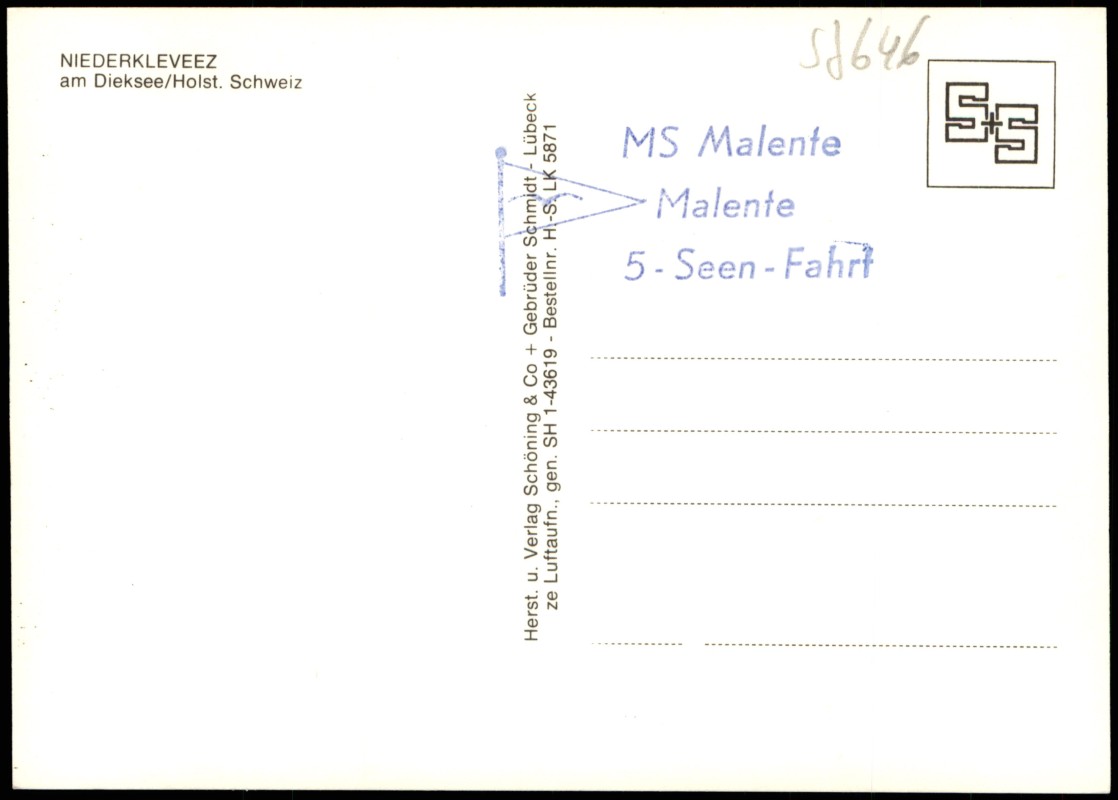 NIEDERKLEVEEZ
am Dieksee/Holst. Schweiz
SJ646
S+S
MS Malente
Malente
5-Seen-Fahrt
Herst. u. Verlag Schöning & Co + Gebrüder Schmidt - Lübeck
ze Luftaufn., gen. SH 1-43619 - Bestellnr. H.-S. LK 5871